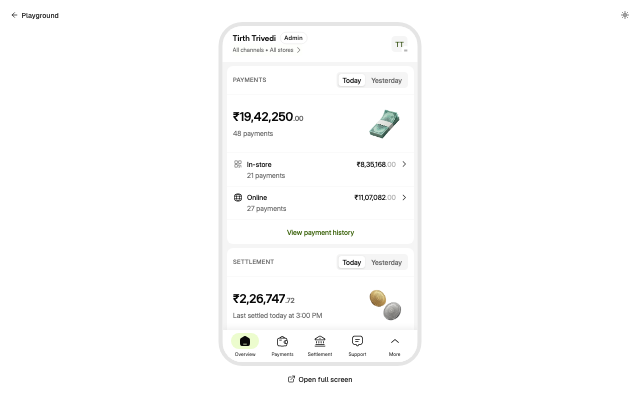 Playground
Tirth Trivedi Admin
All channels • All stores
TT
PAYMENTS Today Yesterday
₹19,42,250.00
48 payments
In-store ₹8,35,168.00
21 payments
Online ₹11,07,082.00
27 payments
View payment history
SETTLEMENT Today Yesterday
₹2,26,747.72
Last settled today at 3:00 PM
Overview Payments Settlement Support More
Open full screen